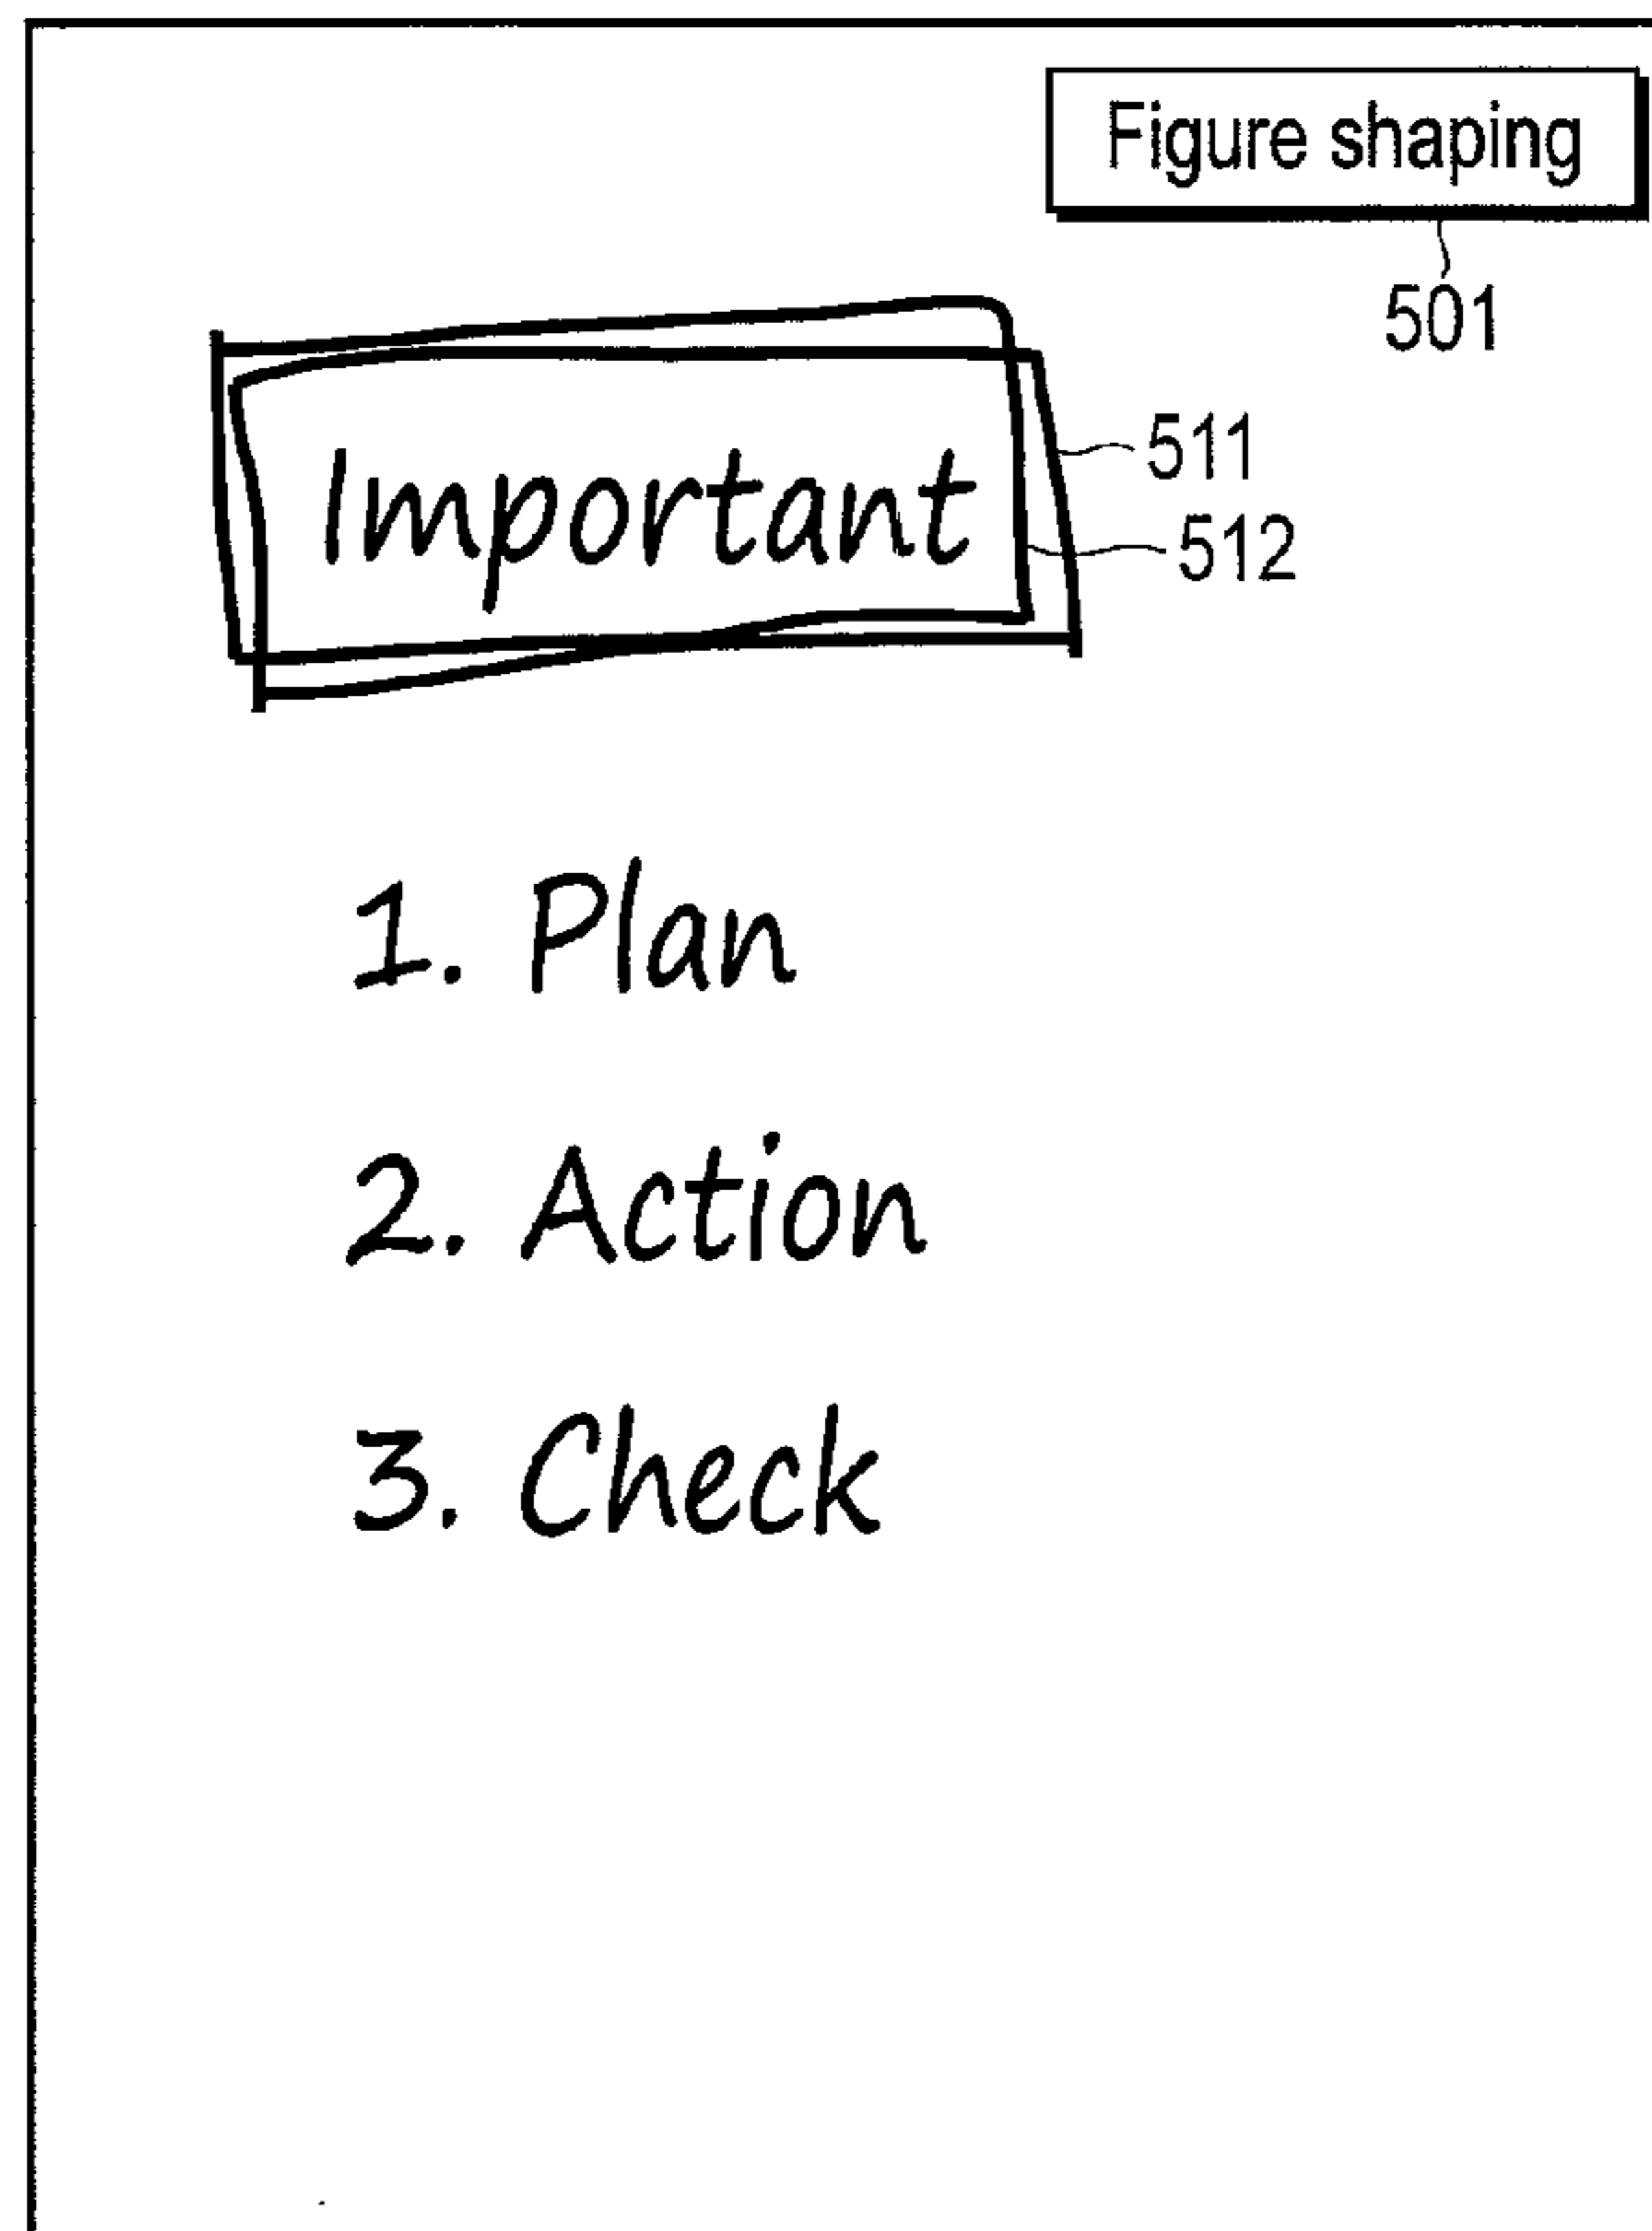 Figure shaping
501
511
Important
512
1. Plan
2. Action
3. Check